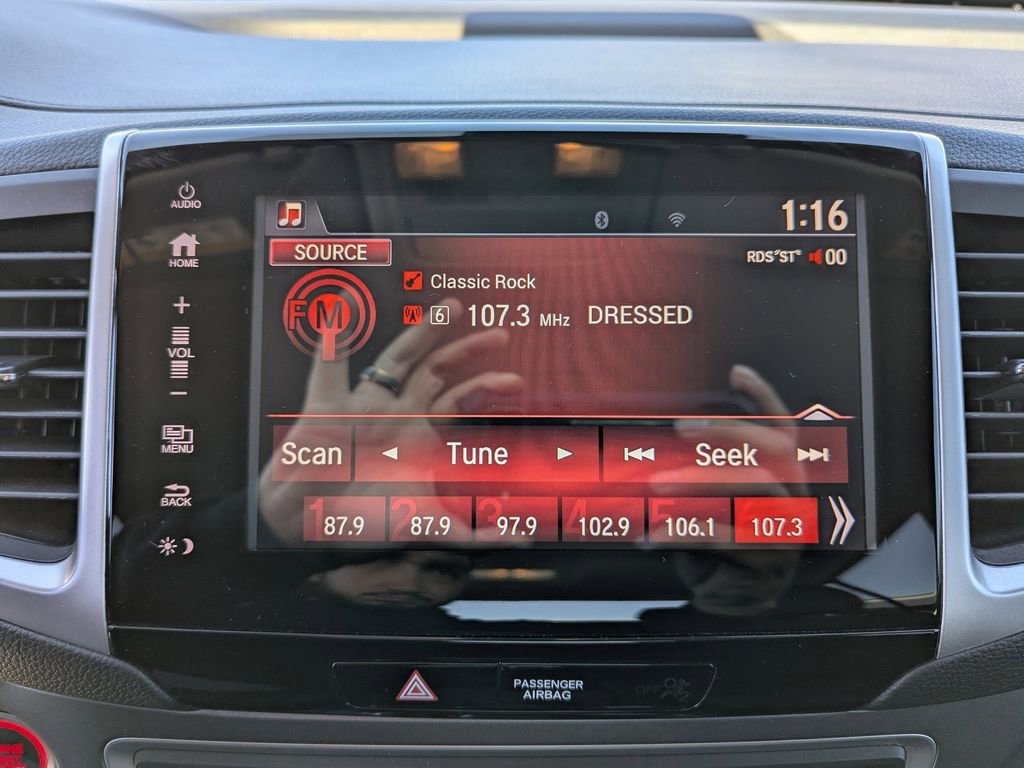 AUDIO
1:16
SOURCE
RDS ST 00
HOME
Classic Rock
FM
6 107.3 MHz DRESSED
+
VOL
−
Scan Tune Seek
MENU
1 87.9 2 87.9 3 97.9 4 102.9 5 106.1 107.3
BACK
PASSENGER
AIRBAG
OFF